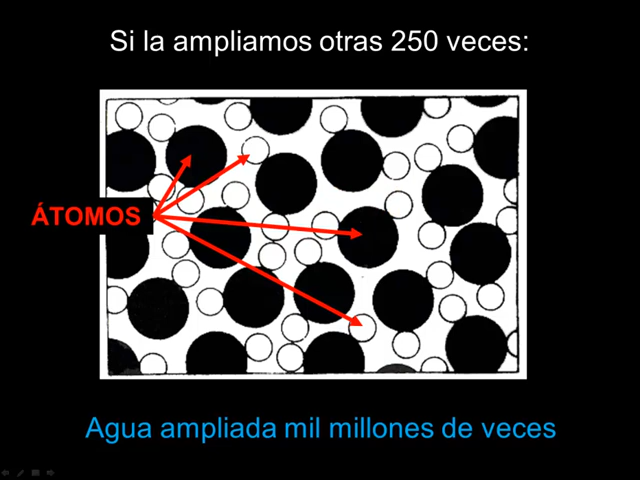 Si la ampliamos otras 250 veces:
ÁTOMOS
Agua ampliada mil millones de veces